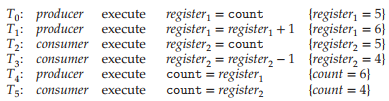 T₀: producer execute register₁ = count {register₁ = 5}
T₁: producer execute register₁ = register₁ + 1 {register₁ = 6}
T₂: consumer execute register₂ = count {register₂ = 5}
T₃: consumer execute register₂ = register₂ − 1 {register₂ = 4}
T₄: producer execute count = register₁ {count = 6}
T₅: consumer execute count = register₂ {count = 4}